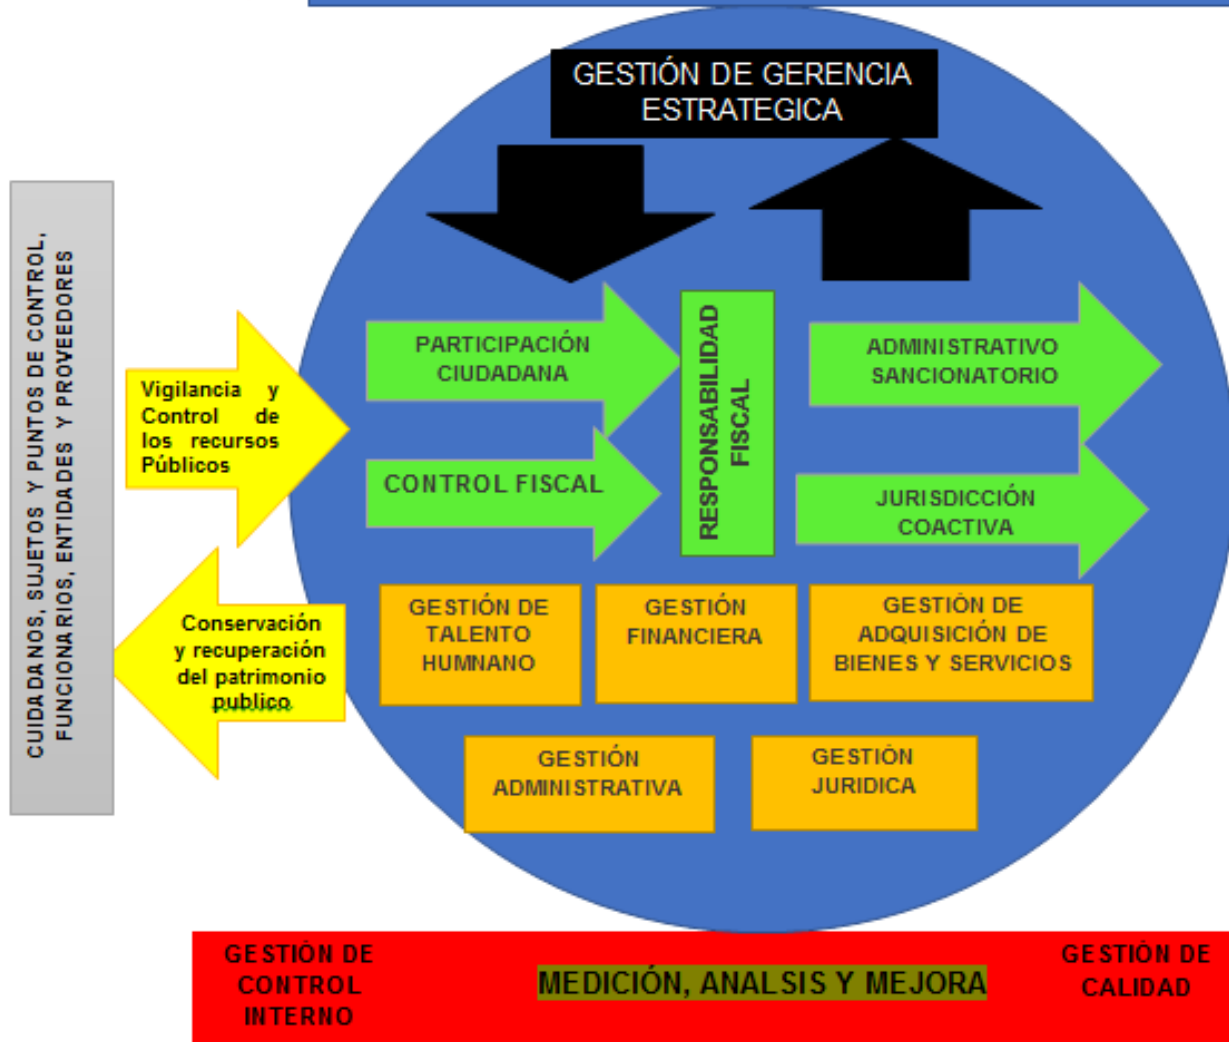 GESTIÓN DE GERENCIA
ESTRATEGICA
CUIDADANOS, SUJETOS Y PUNTOS DE CONTROL,
FUNCIONARIOS, ENTIDADES Y PROVEEDORES
Vigilancia y
Control de
los recursos
Públicos
PARTICIPACIÓN
CIUDADANA
RESPONSABILIDAD
FISCAL
ADMINISTRATIVO
SANCIONATORIO
CONTROL FISCAL
JURISDICCIÓN
COACTIVA
Conservación
y recuperación
del patrimonio
publico
GESTIÓN DE
TALENTO
HUMNANO
GESTIÓN
FINANCIERA
GESTIÓN DE
ADQUISICIÓN DE
BIENES Y SERVICIOS
GESTIÓN
ADMINISTRATIVA
GESTIÓN
JURIDICA
GESTIÓN DE
CONTROL
INTERNO
MEDICIÓN, ANALSIS Y MEJORA
GESTIÓN DE
CALIDAD